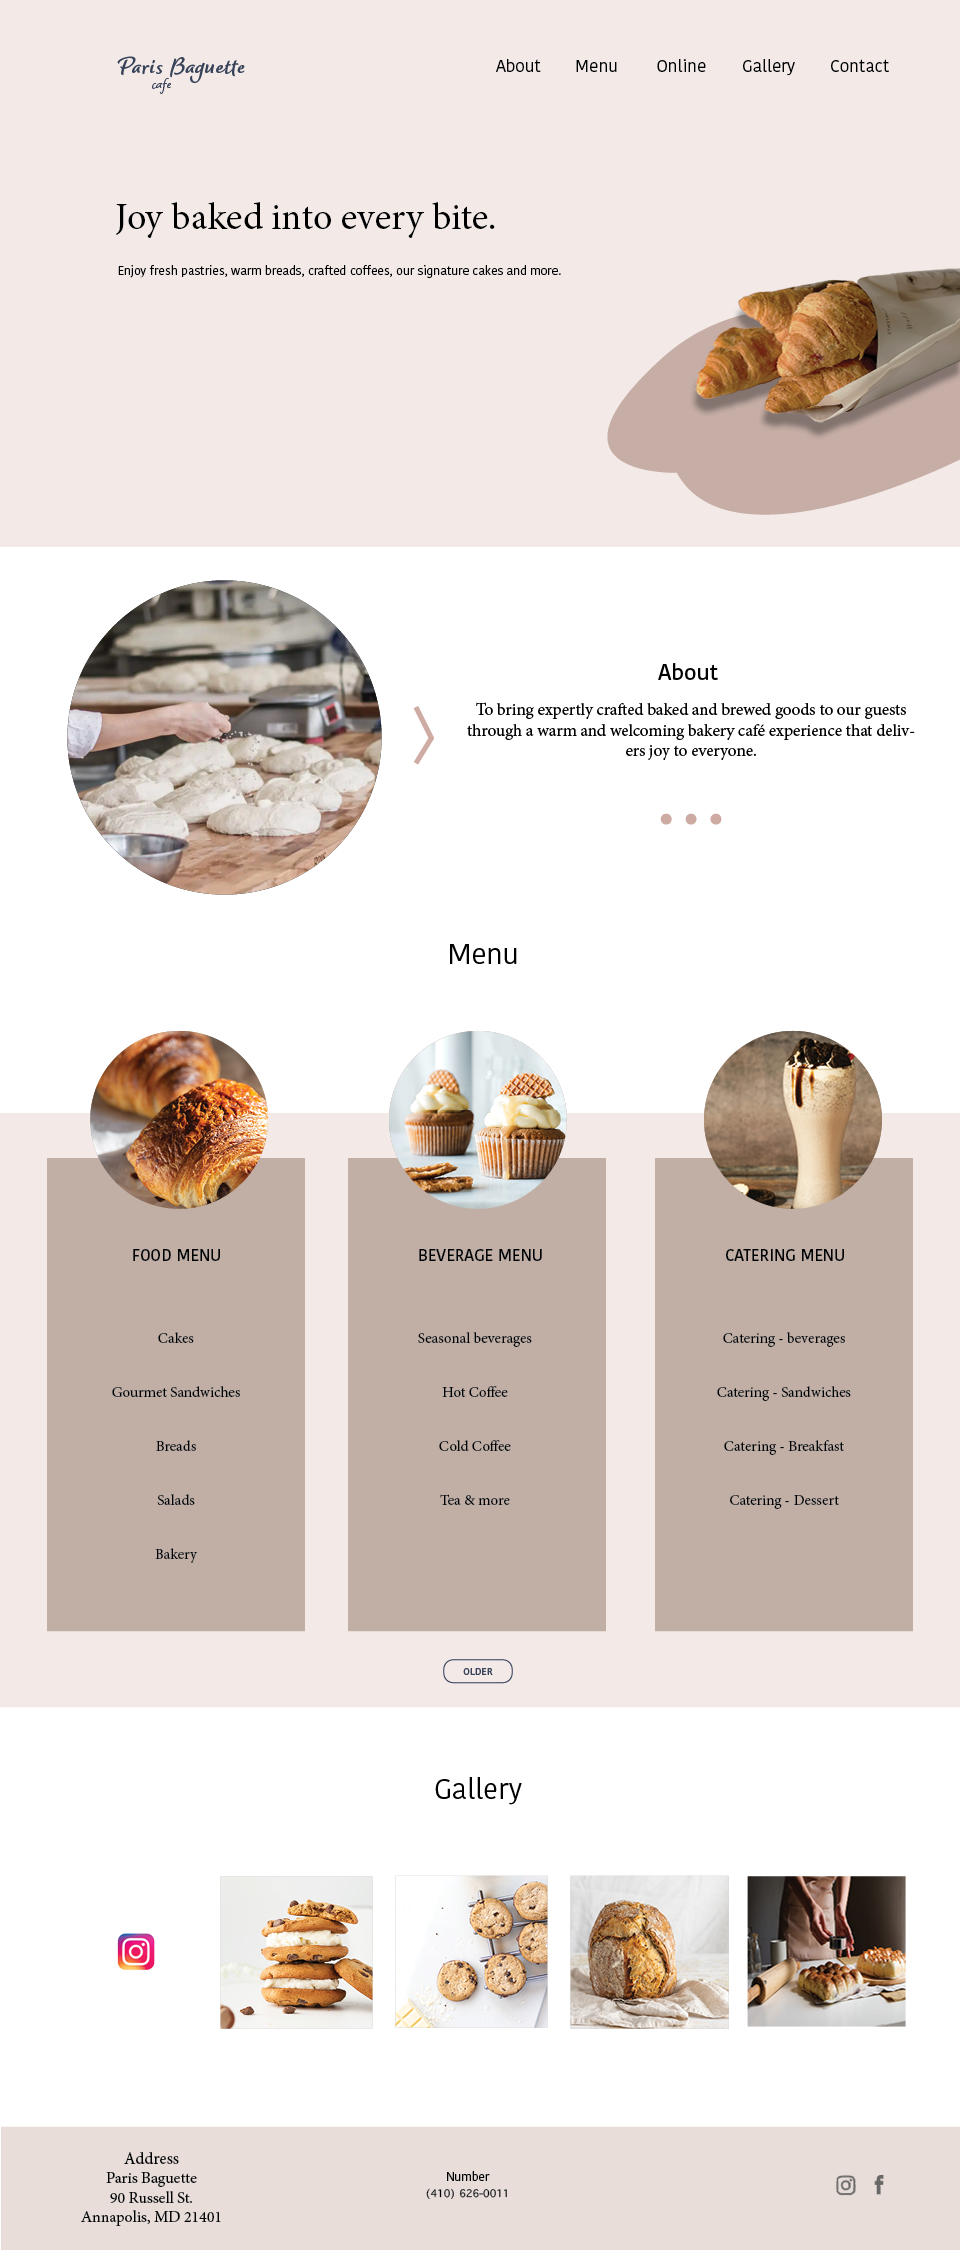 Paris Baguette
cafe
About Menu Online Gallery Contact
Joy baked into every bite.
Enjoy fresh pastries, warm breads, crafted coffees, our signature cakes and more.
About
To bring expertly crafted baked and brewed goods to our guests
through a warm and welcoming bakery café experience that deliv-
ers joy to everyone.
Menu
FOOD MENU
Cakes
Gourmet Sandwiches
Breads
Salads
Bakery
BEVERAGE MENU
Seasonal beverages
Hot Coffee
Cold Coffee
Tea & more
CATERING MENU
Catering - beverages
Catering - Sandwiches
Catering - Breakfast
Catering - Dessert
OLDER
Gallery
Address
Paris Baguette
90 Russell St.
Annapolis, MD 21401
Number
(410) 626-0011